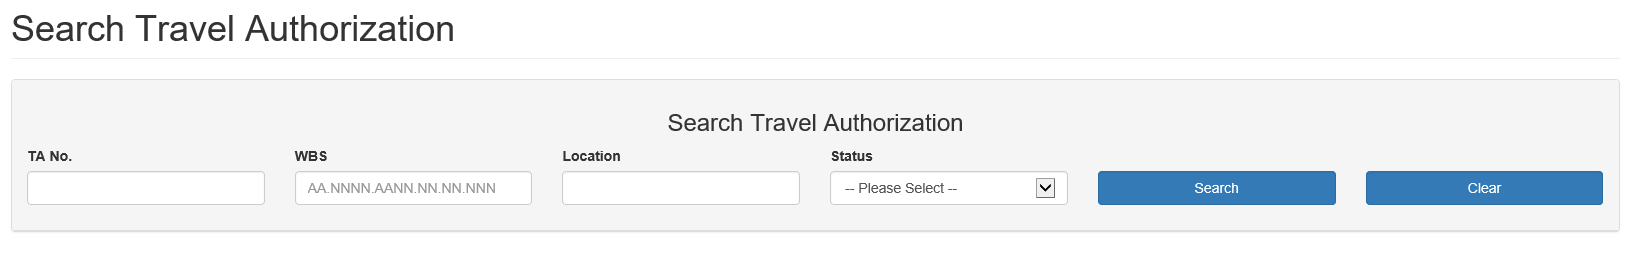 Search Travel Authorization
Search Travel Authorization
TA No. WBS Location Status
AA.NNNN.AANN.NN.NN.NNN -- Please Select -- Search Clear